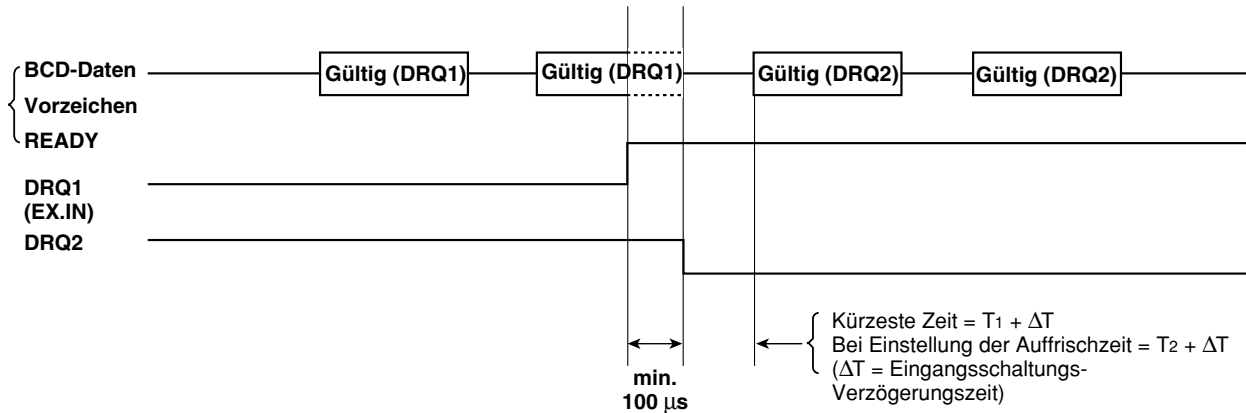 BCD-Daten
Vorzeichen
READY
Gültig (DRQ1)
Gültig (DRQ1)
Gültig (DRQ2)
Gültig (DRQ2)
DRQ1
(EX.IN)
DRQ2
min.
100 µs
Kürzeste Zeit = T1 + ΔT
Bei Einstellung der Auffrischzeit = T2 + ΔT
(ΔT = Eingangsschaltungs-
Verzögerungszeit)